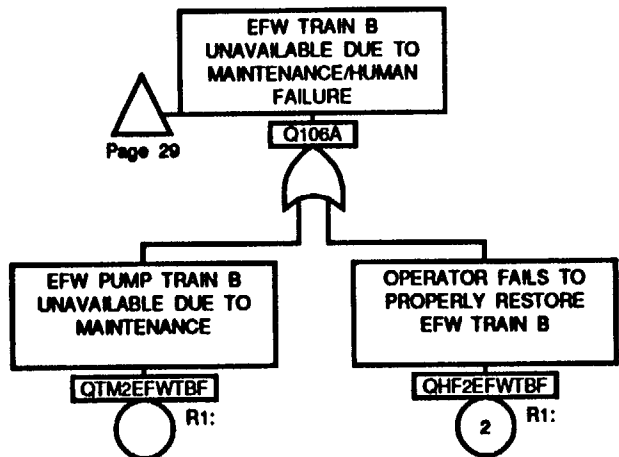 EFW TRAIN B
UNAVAILABLE DUE TO
MAINTENANCE/HUMAN
FAILURE
Page 29
Q106A
EFW PUMP TRAIN B
UNAVAILABLE DUE TO
MAINTENANCE
OPERATOR FAILS TO
PROPERLY RESTORE
EFW TRAIN B
QTM2EFWTBF
R1:
QHF2EFWTBF
2
R1: